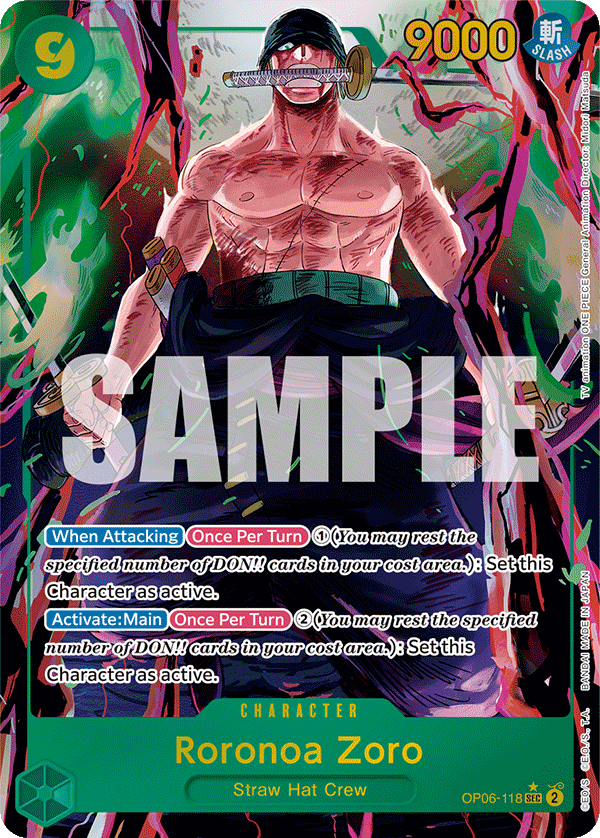 9
9000
斬
SLASH
TV animation ONE PIECE General Animation Director: Midori Matsuda
SAMPLE
When Attacking Once Per Turn ①(You may rest the
specified number of DON!! cards in your cost area.): Set this
Character as active.
Activate:Main Once Per Turn ②(You may rest the specified
number of DON!! cards in your cost area.): Set this
Character as active.
©E.O./S. ©E.O./S., T.A. BANDAI MADE IN JAPAN
CHARACTER
Roronoa Zoro
Straw Hat Crew
OP06-118 SEC 2